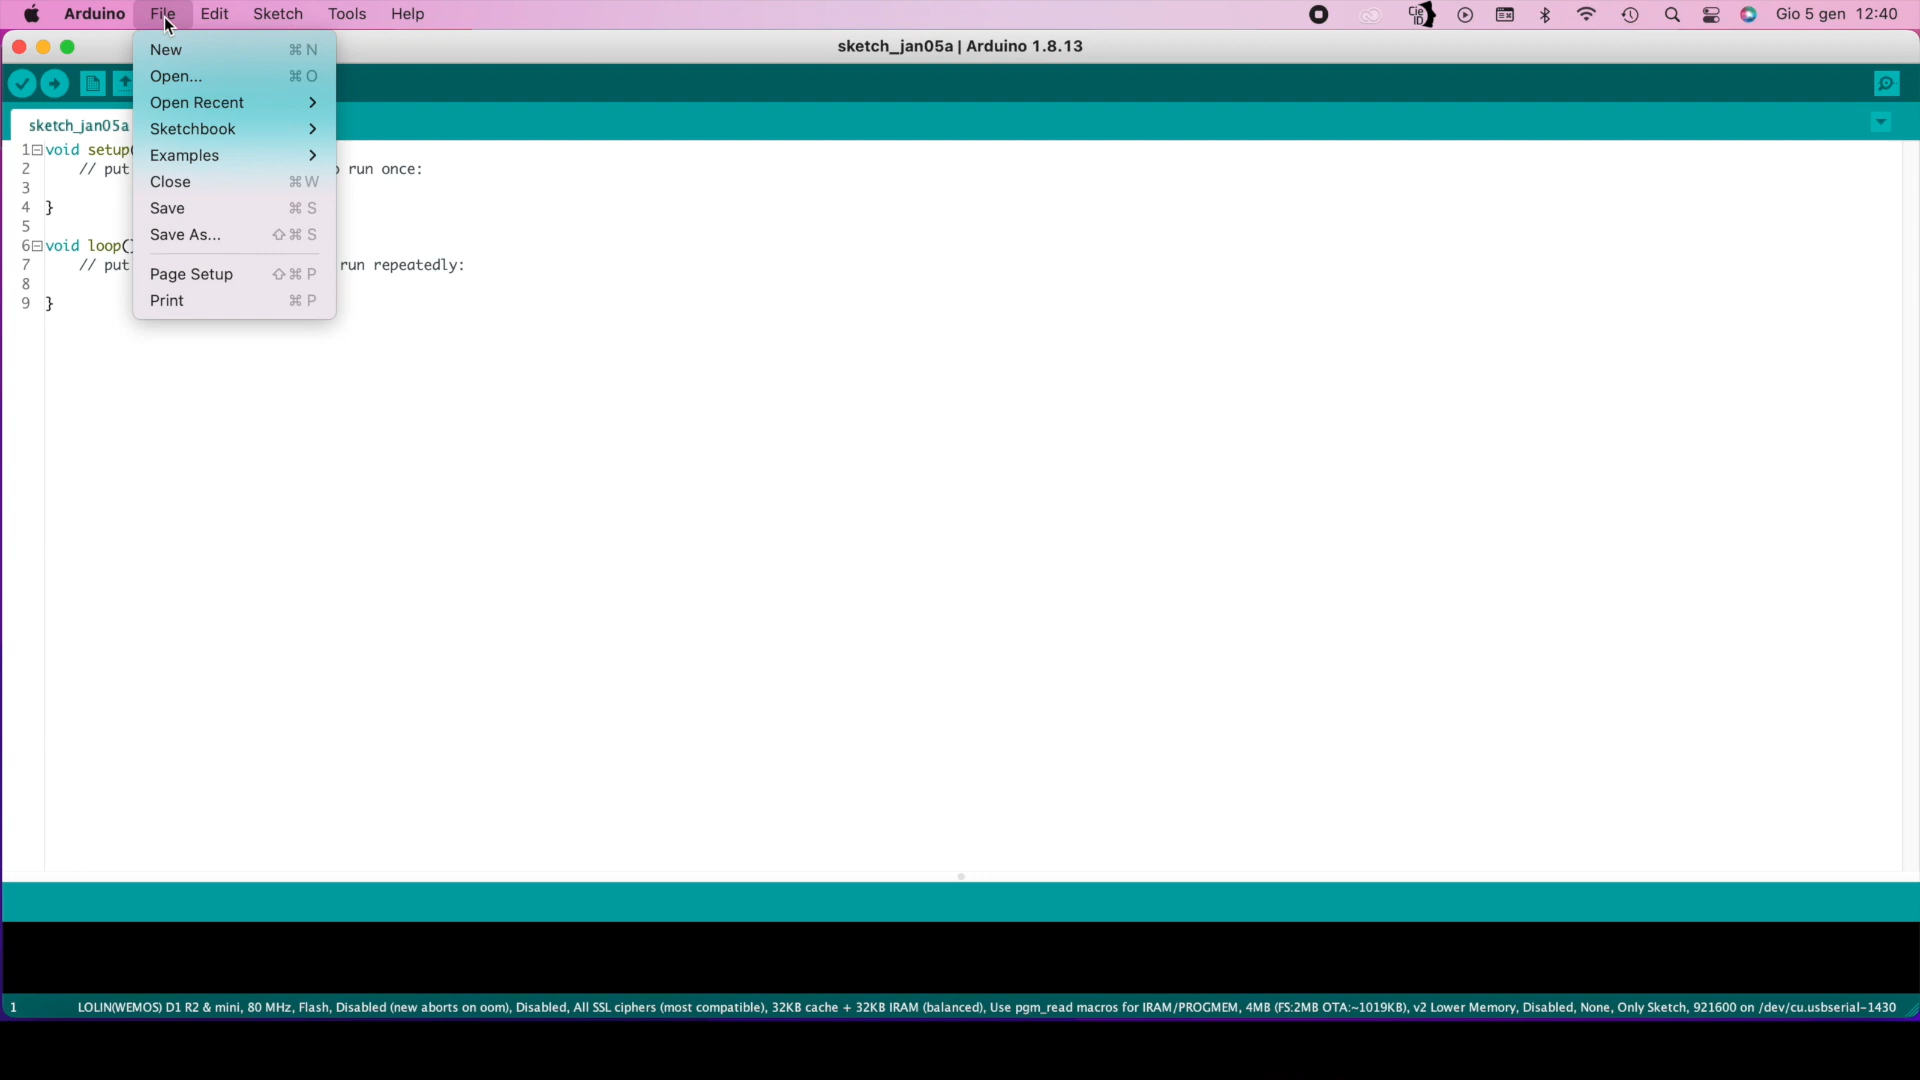 Arduino File Edit Sketch Tools Help Gio 5 gen 12:40
sketch_jan05a | Arduino 1.8.13
New ⌘ N
Open... ⌘ O
Open Recent
Sketchbook
Examples
Close ⌘ W
Save ⌘ S
Save As... ⇧ ⌘ S
Page Setup ⇧ ⌘ P
Print ⌘ P
sketch_jan05a
1 void setup(
2 // put run once:
3
4 }
5
6 void loop()
7 // put run repeatedly:
8
9 }
1 LOLIN(WEMOS) D1 R2 & mini, 80 MHz, Flash, Disabled (new aborts on oom), Disabled, All SSL ciphers (most compatible), 32KB cache + 32KB IRAM (balanced), Use pgm_read macros for IRAM/PROGMEM, 4MB (FS:2MB OTA:~1019KB), v2 Lower Memory, Disabled, None, Only Sketch, 921600 on /dev/cu.usbserial-1430